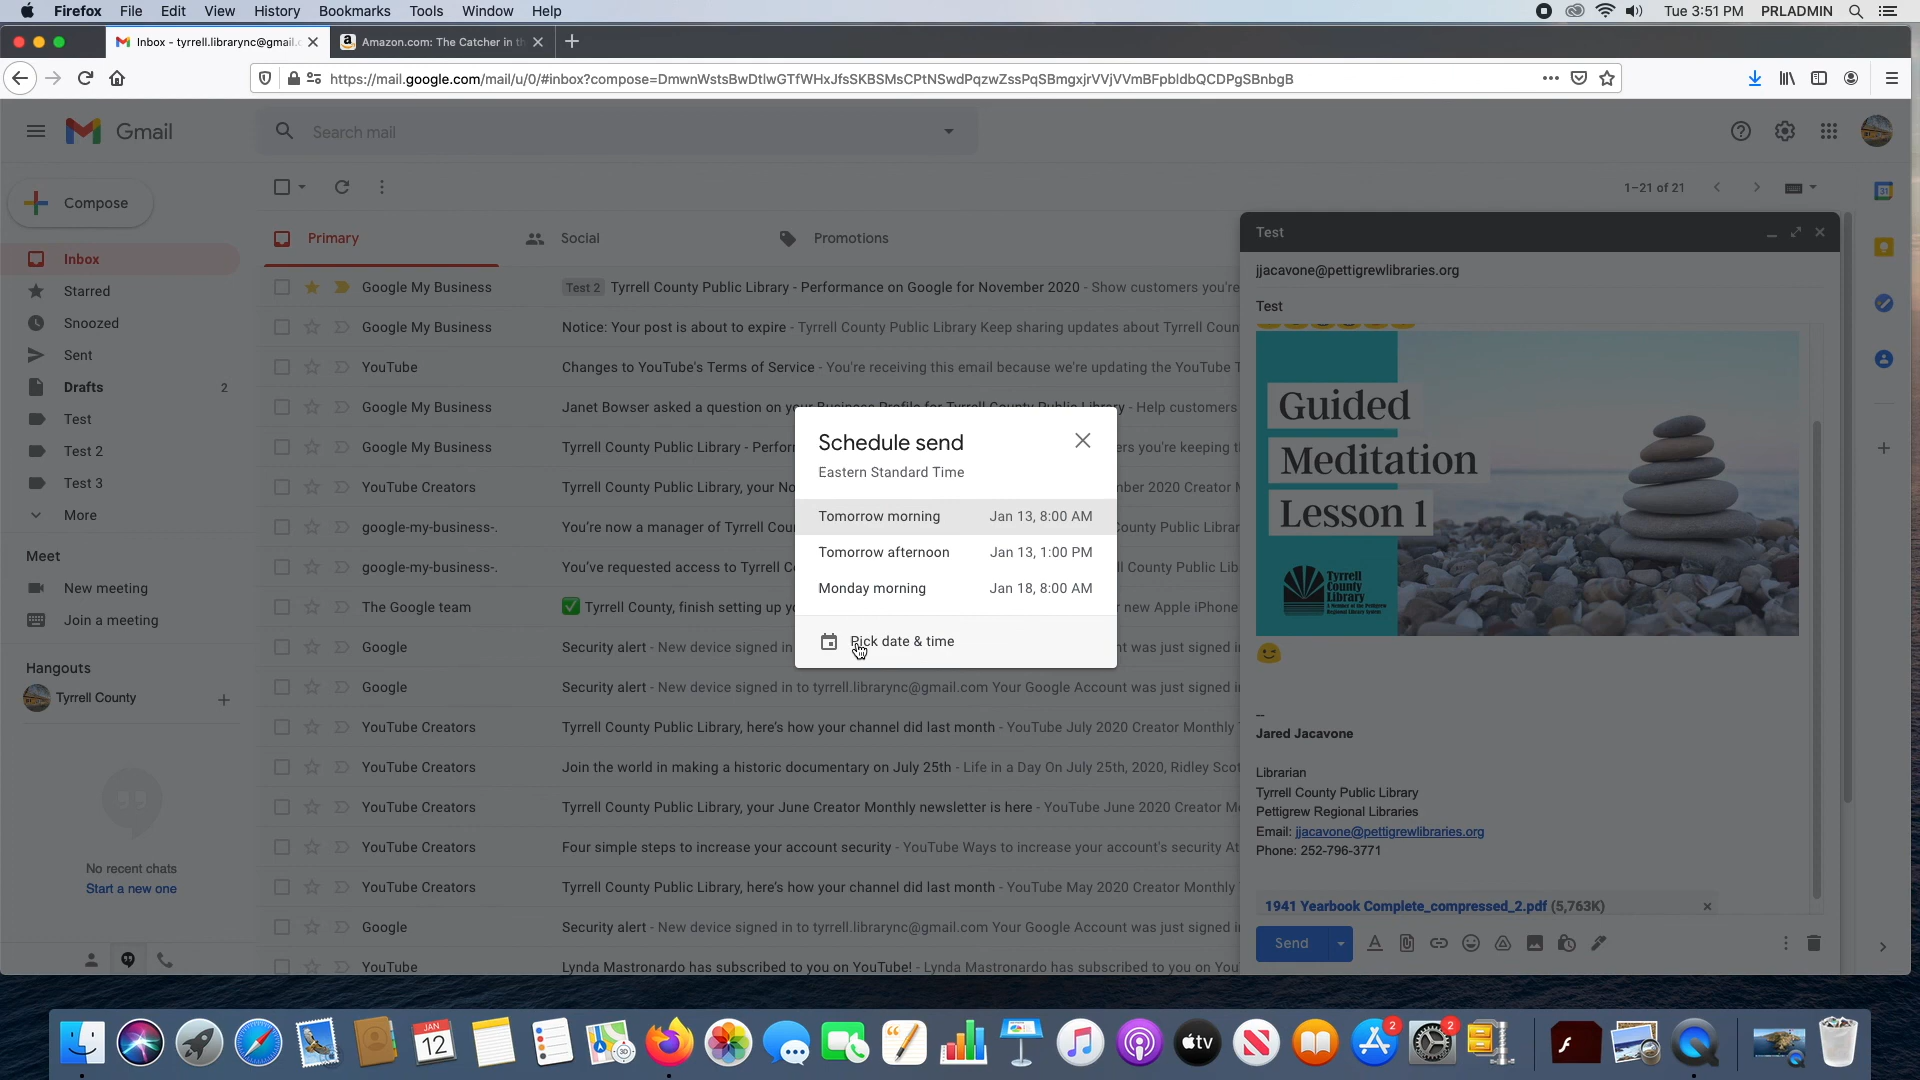 Firefox File Edit View History Bookmarks Tools Window Help Tue 3:51 PM PRLADMIN
Inbox - tyrrell.librarync@gmail. Amazon.com: The Catcher in th
https://mail.google.com/mail/u/0/#inbox?compose=DmwnWstsBwDtlwGTfWHxJfsSKBSMsCPtNSwdPqzwZssPqSBmgxjrVVjVVmBFpbldbQCDPgSBnbgB
Gmail Search mail
Compose 1–21 of 21
Primary Social Promotions
Inbox
Starred
Snoozed
Sent
Drafts 2
Test
Test 2
Test 3
More
Meet
New meeting
Join a meeting
Hangouts
Tyrrell County
No recent chats
Start a new one
Google My Business Test 2 Tyrrell County Public Library - Performance on Google for November 2020 - Show customers you're
Google My Business Notice: Your post is about to expire - Tyrrell County Public Library Keep sharing updates about Tyrrell Coun
YouTube Changes to YouTube's Terms of Service - You're receiving this email because we're updating the YouTube T
Google My Business Janet Bowser asked a question on your Business Profile for Tyrrell County Public Library - Help customers
Google My Business Tyrrell County Public Library - Perfor ers you're keeping t
YouTube Creators Tyrrell County Public Library, your No ber 2020 Creator M
google-my-business-. You're now a manager of Tyrrell Cou ounty Public Librar
google-my-business-. You've requested access to Tyrrell C l County Public Lib
The Google team ✅ Tyrrell County, finish setting up yo new Apple iPhone
Google Security alert - New device signed in nt was just signed i
Google Security alert - New device signed in to tyrrell.librarync@gmail.com Your Google Account was just signed i
YouTube Creators Tyrrell County Public Library, here's how your channel did last month - YouTube July 2020 Creator Monthly
YouTube Creators Join the world in making a historic documentary on July 25th - Life in a Day On July 25th, 2020, Ridley Scot
YouTube Creators Tyrrell County Public Library, your June Creator Monthly newsletter is here - YouTube June 2020 Creator M
YouTube Creators Four simple steps to increase your account security - YouTube Ways to increase your account's security At
YouTube Creators Tyrrell County Public Library, here's how your channel did last month - YouTube May 2020 Creator Monthly
Google Security alert - New device signed in to tyrrell.librarync@gmail.com Your Google Account was just signed i
YouTube Lynda Mastronardo has subscribed to you on YouTube! - Lynda Mastronardo has subscribed to you on You
Schedule send
Eastern Standard Time
Tomorrow morning Jan 13, 8:00 AM
Tomorrow afternoon Jan 13, 1:00 PM
Monday morning Jan 18, 8:00 AM
Pick date & time
Test
jjacavone@pettigrewlibraries.org
Test
Guided
Meditation
Lesson 1
Tyrrell
County
Library
A Member of the Pettigrew
Regional Library System
--
Jared Jacavone
Librarian
Tyrrell County Public Library
Pettigrew Regional Libraries
Email: jjacavone@pettigrewlibraries.org
Phone: 252-796-3771
1941 Yearbook Complete_compressed_2.pdf (5,763K)
Send
JAN
12
3D
tv
2
2